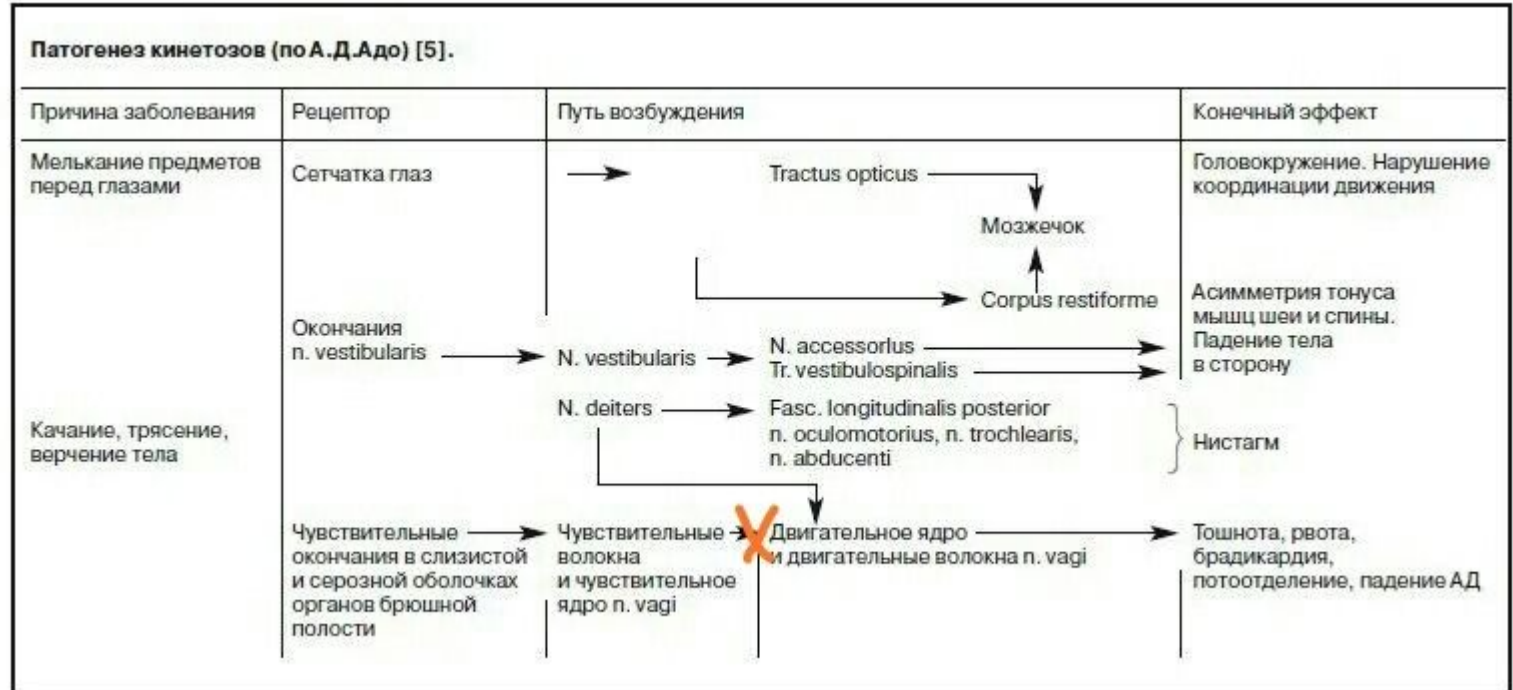 Патогенез кинетозов (по А.Д.Адо) [5].
Причина заболевания
Рецептор
Путь возбуждения
Конечный эффект
Мелькание предметов
перед глазами
Сетчатка глаз
Tractus opticus
Головокружение. Нарушение
координации движения
Мозжечок
Corpus restiforme
Окончания
n. vestibularis
N. vestibularis
N. accessorlus
Tr. vestibulospinalis
Асимметрия тонуса
мышц шеи и спины.
Падение тела
в сторону
Качание, трясение,
верчение тела
N. deiters
Fasc. longitudinalis posterior
n. oculomotorius, n. trochlearis,
n. abducenti
Нистагм
Чувствительные
окончания в слизистой
и серозной оболочках
органов брюшной
полости
Чувствительные
волокна
и чувствительное
ядро n. vagi
Двигательное ядро
и двигательные волокна n. vagi
Тошнота, рвота,
брадикардия,
потоотделение, падение АД